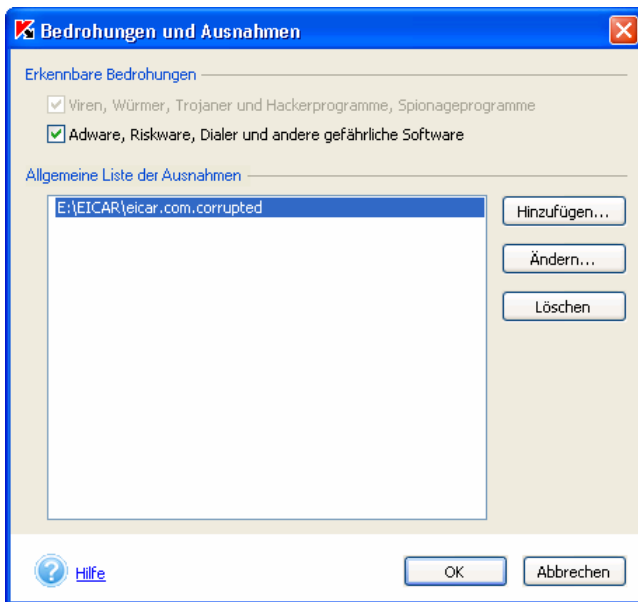 Bedrohungen und Ausnahmen
Erkennbare Bedrohungen
Viren, Würmer, Trojaner und Hackerprogramme, Spionageprogramme
Adware, Riskware, Dialer und andere gefährliche Software
Allgemeine Liste der Ausnahmen
E:\EICAR\eicar.com.corrupted
Hinzufügen...
Ändern...
Löschen
Hilfe
OK
Abbrechen